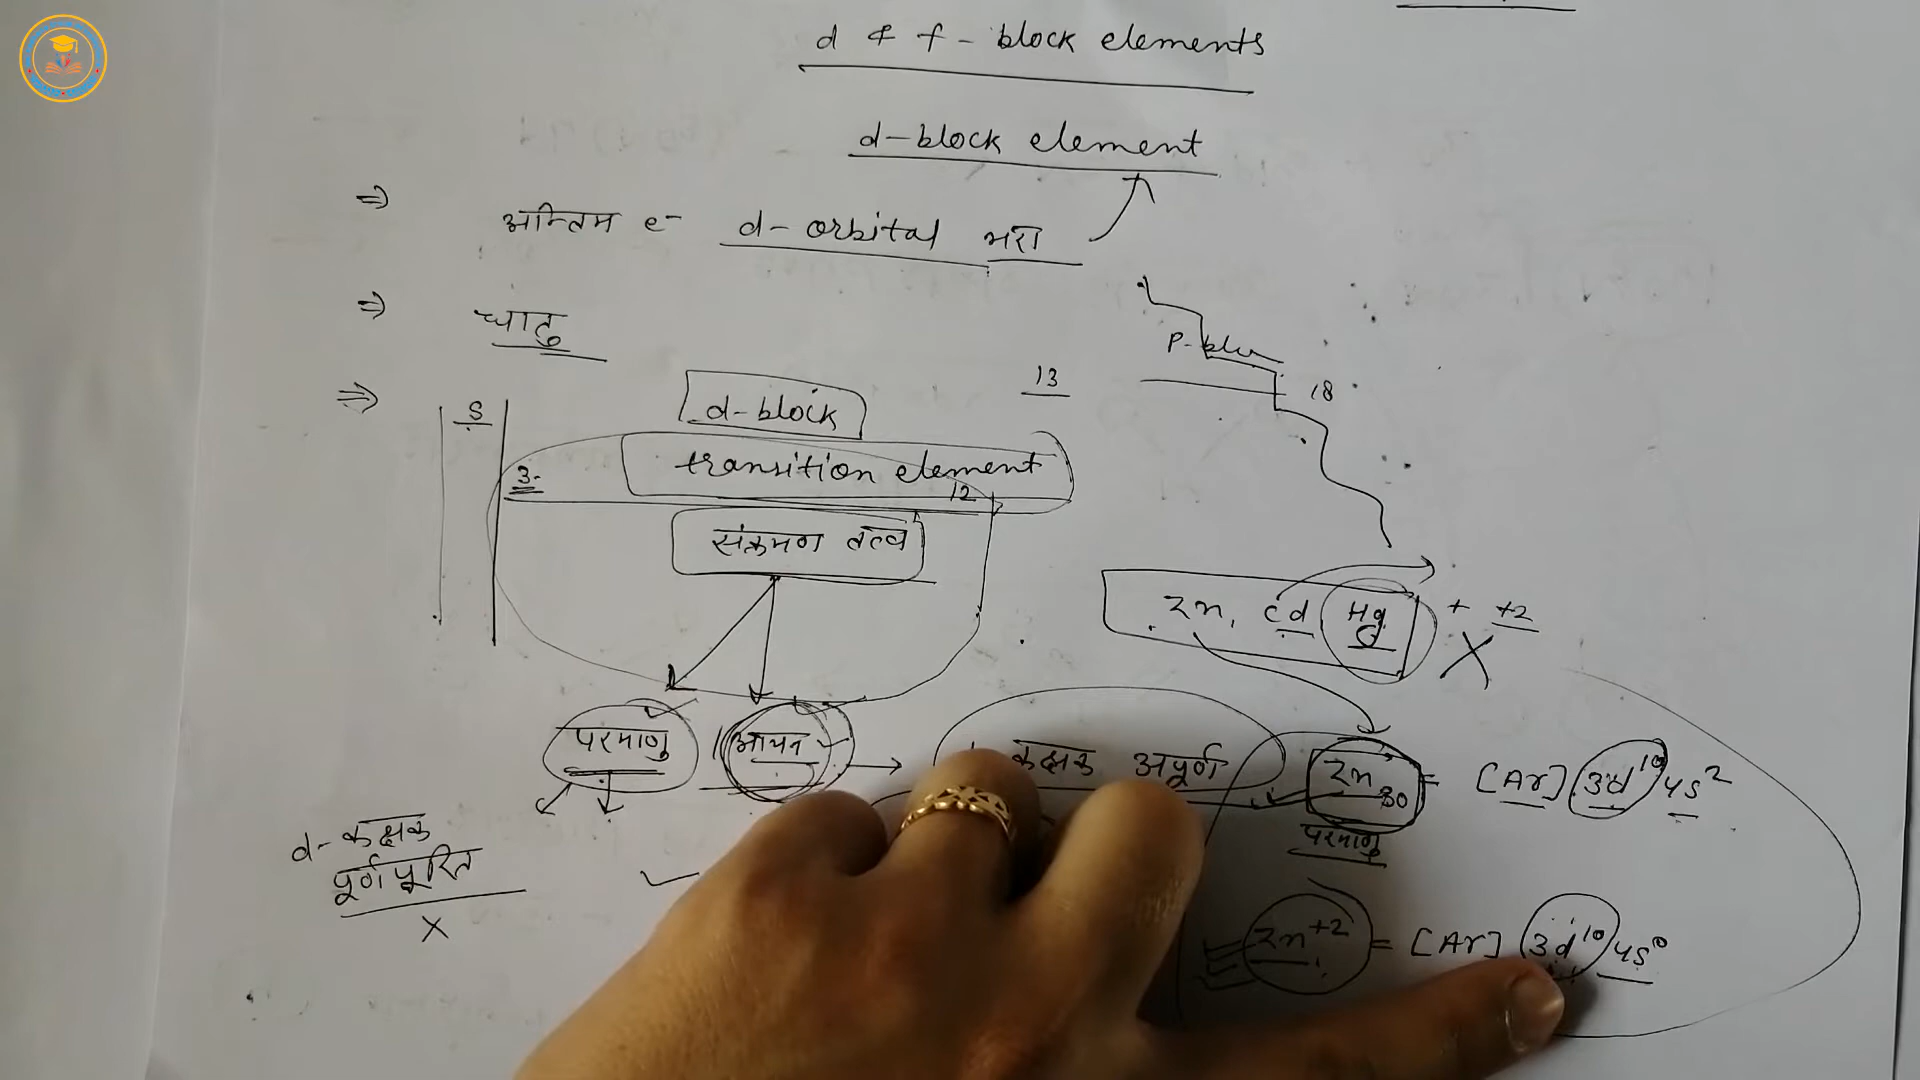 d & f - block elements
d-block element
⇒ अन्तिम e- d- orbital भरा
⇒ धातु
⇒ S d-block 13 P- 18
3- transition element 12
संक्रमण तत्व
Zn, Cd Hg + +2 X
परमाणु आयन → कक्षक अपूर्ण Zn 30 = [Ar] 3d¹⁰ 4s²
परमाणु
d- कक्षक
पूर्णपूरित
X
Zn⁺² = [Ar] 3d¹⁰ 4s⁰